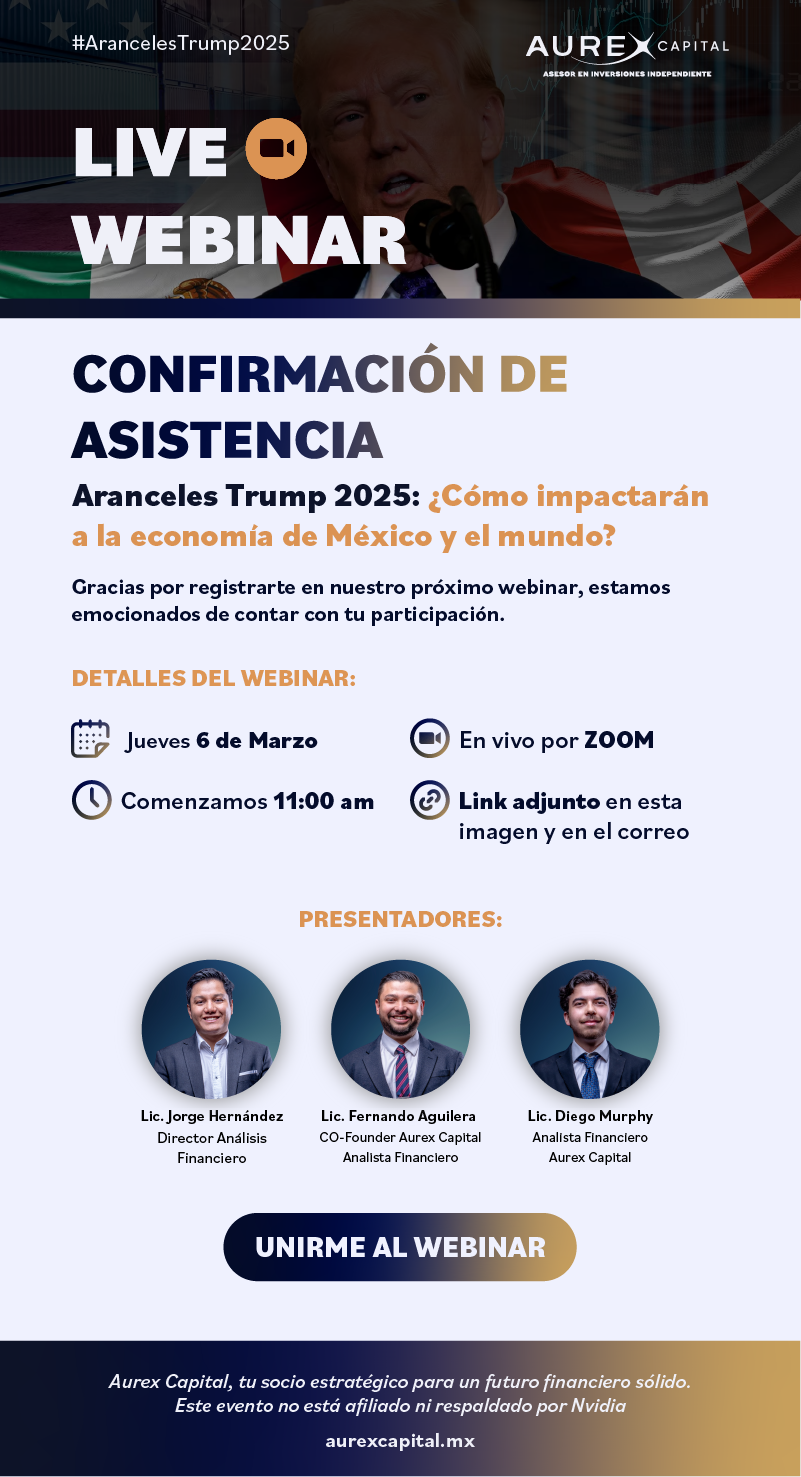 #ArancelesTrump2025
AUREX CAPITAL
ASESOR EN INVERSIONES INDEPENDIENTE
LIVE
WEBINAR
CONFIRMACIÓN DE
ASISTENCIA
Aranceles Trump 2025: ¿Cómo impactarán
a la economía de México y el mundo?
Gracias por registrarte en nuestro próximo webinar, estamos
emocionados de contar con tu participación.
DETALLES DEL WEBINAR:
Jueves 6 de Marzo
En vivo por ZOOM
Comenzamos 11:00 am
Link adjunto en esta
imagen y en el correo
PRESENTADORES:
Lic. Jorge Hernández
Director Análisis
Financiero
Lic. Fernando Aguilera
CO-Founder Aurex Capital
Analista Financiero
Lic. Diego Murphy
Analista Financiero
Aurex Capital
UNIRME AL WEBINAR
Aurex Capital, tu socio estratégico para un futuro financiero sólido.
Este evento no está afiliado ni respaldado por Nvidia
aurexcapital.mx